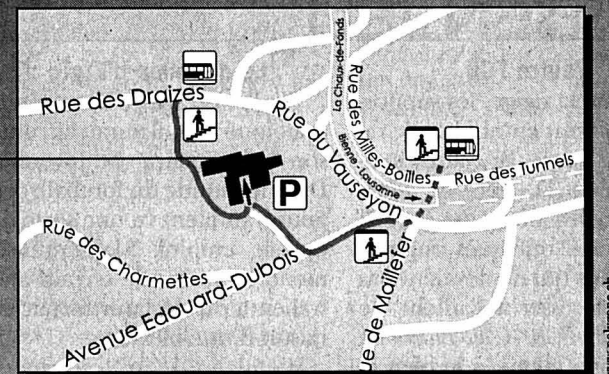 La Chaux-de-Fonds
Rue des Draizes
Rue des Milles-Boilles
Rue du Vauseyon
Bienne-Lausanne
Rue des Tunnels
P
Rue des Charmettes
Avenue Edouard-Dubois
ue de Maillefer